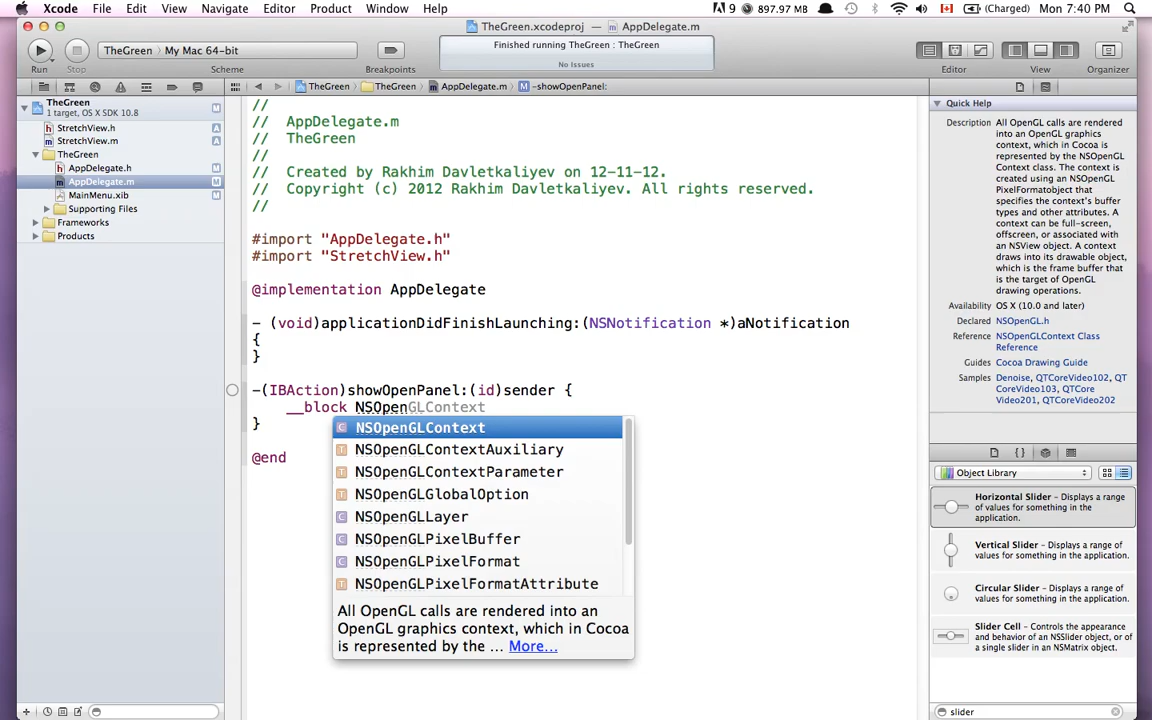 Xcode File Edit View Navigate Editor Product Window Help 9 897.97 MB (Charged) Mon 7:40 PM
TheGreen.xcodeproj — AppDelegate.m
TheGreen My Mac 64-bit
Finished running TheGreen : TheGreen
No Issues
Run Stop Scheme Breakpoints Editor View Organizer
TheGreen TheGreen AppDelegate.m M -showOpenPanel:
TheGreen M
1 target, OS X SDK 10.8
h StretchView.h A
m StretchView.m A
TheGreen
h AppDelegate.h M
m AppDelegate.m M
MainMenu.xib M
Supporting Files
Frameworks
Products
//
// AppDelegate.m
// TheGreen
//
// Created by Rakhim Davletkaliyev on 12-11-12.
// Copyright (c) 2012 Rakhim Davletkaliyev. All rights reserved.
//
#import "AppDelegate.h"
#import "StretchView.h"
@implementation AppDelegate
- (void)applicationDidFinishLaunching:(NSNotification *)aNotification
{
}
-(IBAction)showOpenPanel:(id)sender {
__block NSOpenGLContext
}
@end
C NSOpenGLContext
T NSOpenGLContextAuxiliary
T NSOpenGLContextParameter
T NSOpenGLGlobalOption
C NSOpenGLLayer
C NSOpenGLPixelBuffer
C NSOpenGLPixelFormat
T NSOpenGLPixelFormatAttribute
All OpenGL calls are rendered into an
OpenGL graphics context, which in Cocoa
is represented by the ... More...
Quick Help
Description All OpenGL calls are rendered
into an OpenGL graphics
context, which in Cocoa is
represented by the NSOpenGL
Context class. The context is
created using an NSOpenGL
PixelFormatobject that
specifies the context's buffer
types and other attributes. A
context can be full-screen,
offscreen, or associated with
an NSView object. A context
draws into its drawable object,
which is the frame buffer that
is the target of OpenGL
drawing operations.
Availability OS X (10.0 and later)
Declared NSOpenGL.h
Reference NSOpenGLContext Class
Reference
Guides Cocoa Drawing Guide
Samples Denoise, QTCoreVideo102, QT
CoreVideo103, QTCore
Video201, QTCoreVideo202
{ }
Object Library
Horizontal Slider – Displays a range
of values for something in the
application.
Vertical Slider – Displays a range of
values for something in the application.
Circular Slider – Displays a range of
values for something in the application.
Slider Cell – Controls the appearance
and behavior of an NSSlider object, or of
a single slider in an NSMatrix object.
slider